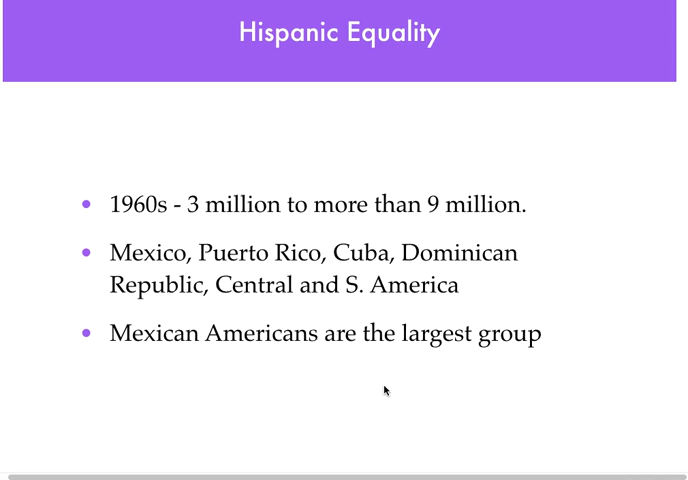 Hispanic Equality
• 1960s - 3 million to more than 9 million.
• Mexico, Puerto Rico, Cuba, Dominican
Republic, Central and S. America
• Mexican Americans are the largest group